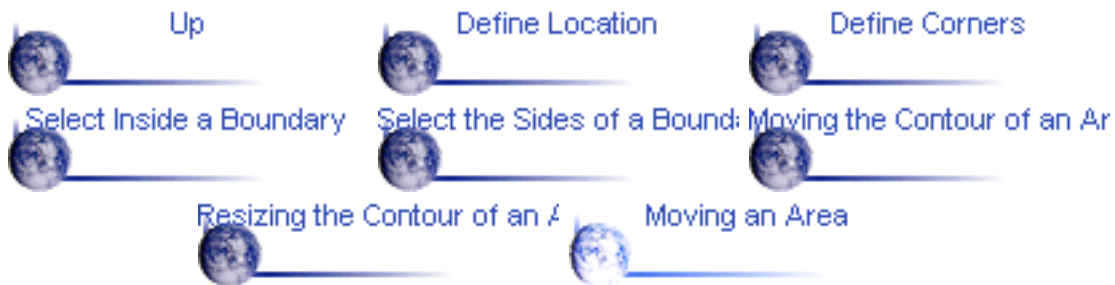 Up
Define Location
Define Corners
Select Inside a Boundary
Select the Sides of a Bound
Moving the Contour of an Ar
Resizing the Contour of an A
Moving an Area